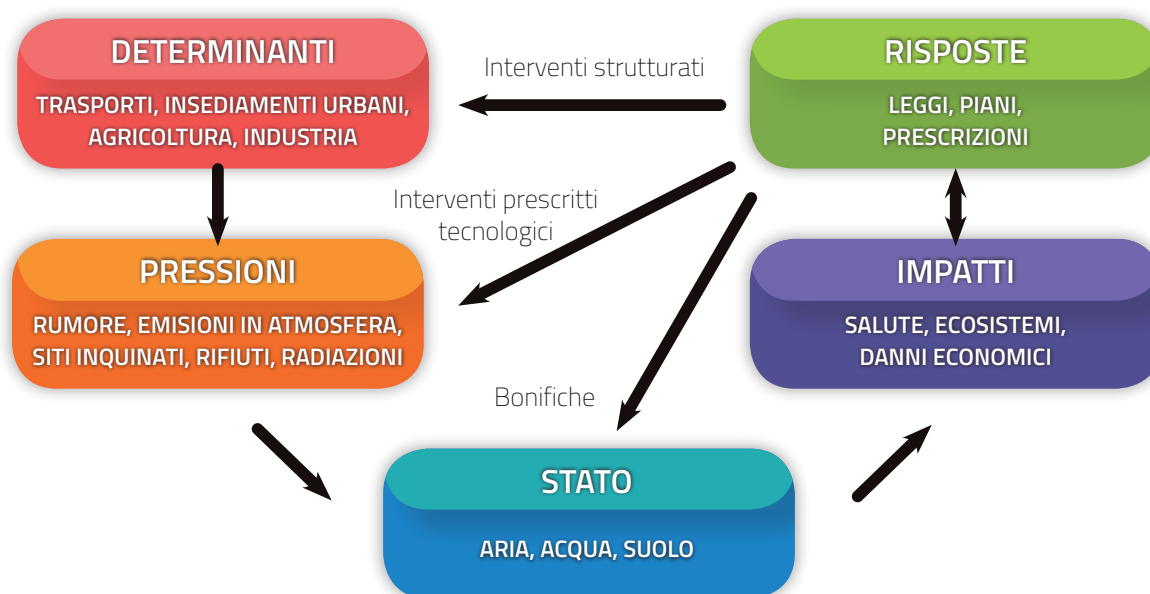 DETERMINANTI
TRASPORTI, INSEDIAMENTI URBANI,
AGRICOLTURA, INDUSTRIA
Interventi strutturati
RISPOSTE
LEGGI, PIANI,
PRESCRIZIONI
Interventi prescritti
tecnologici
PRESSIONI
RUMORE, EMISIONI IN ATMOSFERA,
SITI INQUINATI, RIFIUTI, RADIAZIONI
IMPATTI
SALUTE, ECOSISTEMI,
DANNI ECONOMICI
Bonifiche
STATO
ARIA, ACQUA, SUOLO